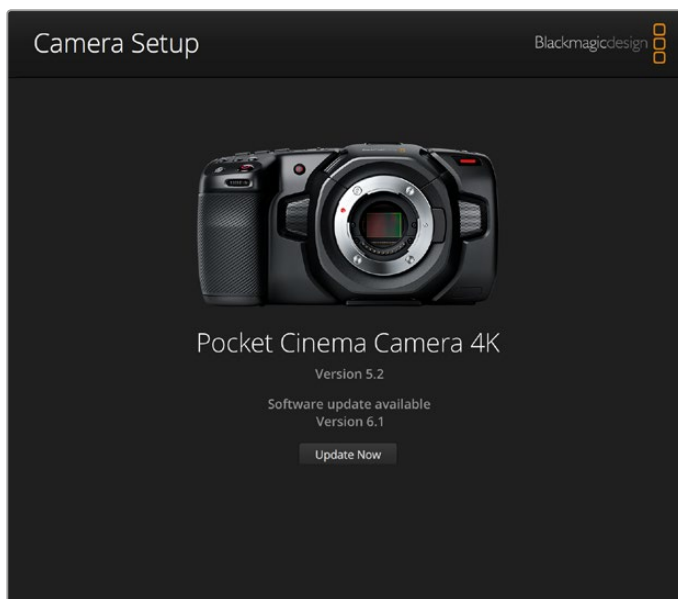 Camera Setup
Blackmagicdesign
Pocket Cinema Camera 4K
Version 5.2
Software update available
Version 6.1
Update Now